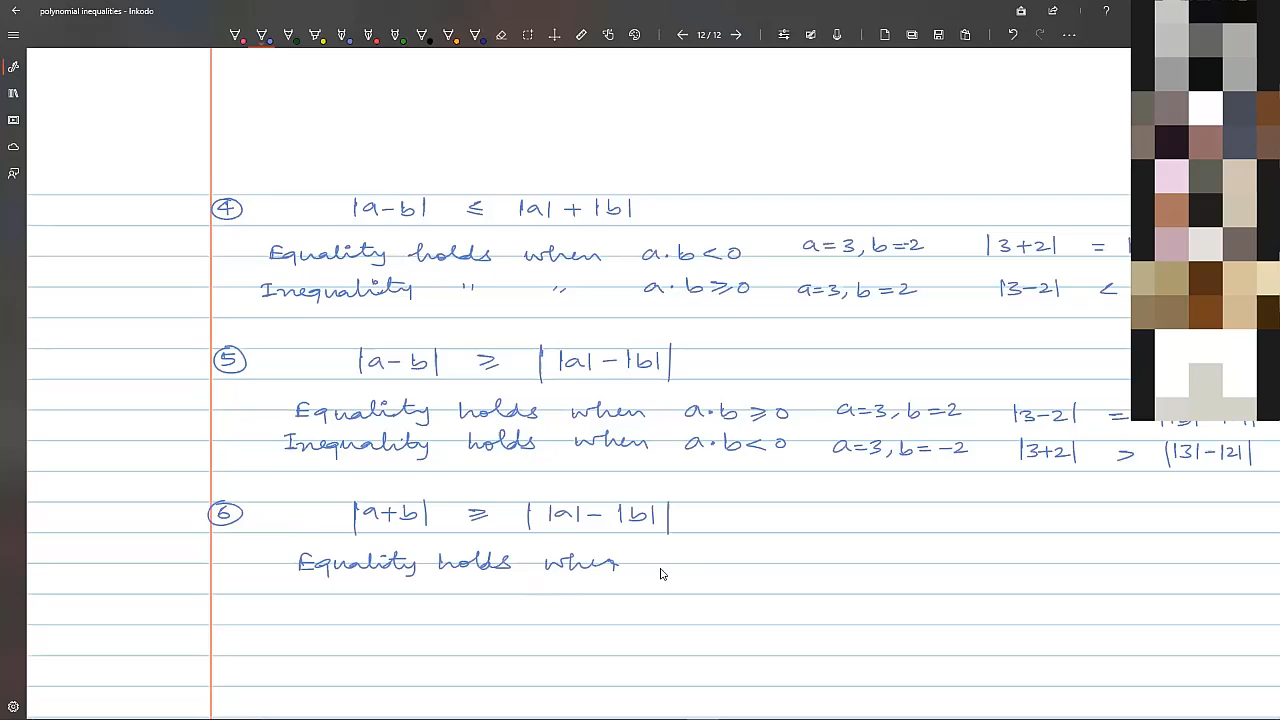 polynomial inequalities - Inkodo
12/12
④ |a-b| ≤ |a| + |b|
Equality holds when a·b<0 a=3, b=-2 |3+2| =
Inequality " " a·b≥0 a=3, b=2 |3-2| <
⑤ |a-b| ≥ ||a|-|b||
Equality holds when a·b≥0 a=3, b=2 |3-2| =
Inequality holds when a·b<0 a=3, b=-2 |3+2| > ||3|-|2||
⑥ |a+b| ≥ ||a|-|b||
Equality holds when